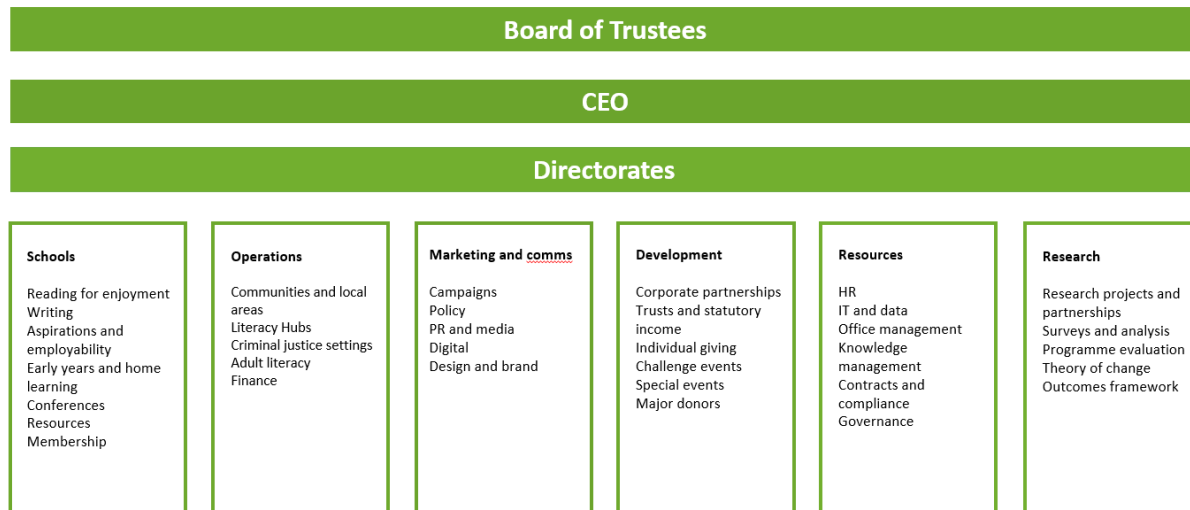 Board of Trustees
CEO
Directorates
Schools
Reading for enjoyment
Writing
Aspirations and
employability
Early years and home
learning
Conferences
Resources
Membership
Operations
Communities and local
areas
Literacy Hubs
Criminal justice settings
Adult literacy
Finance
Marketing and comms
Campaigns
Policy
PR and media
Digital
Design and brand
Development
Corporate partnerships
Trusts and statutory
income
Individual giving
Challenge events
Special events
Major donors
Resources
HR
IT and data
Office management
Knowledge
management
Contracts and
compliance
Governance
Research
Research projects and
partnerships
Surveys and analysis
Programme evaluation
Theory of change
Outcomes framework